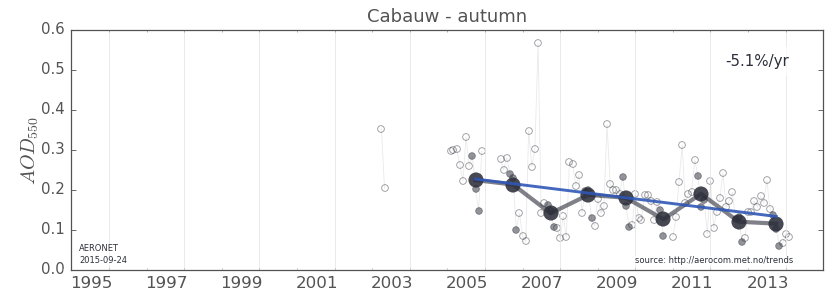 Cabauw - autumn
0.6
0.5
0.4
0.3
0.2
0.1
0.0
AOD550
-5.1%/yr
AERONET
2015-09-24
source: http://aerocom.met.no/trends
1995 1997 1999 2001 2003 2005 2007 2009 2011 2013